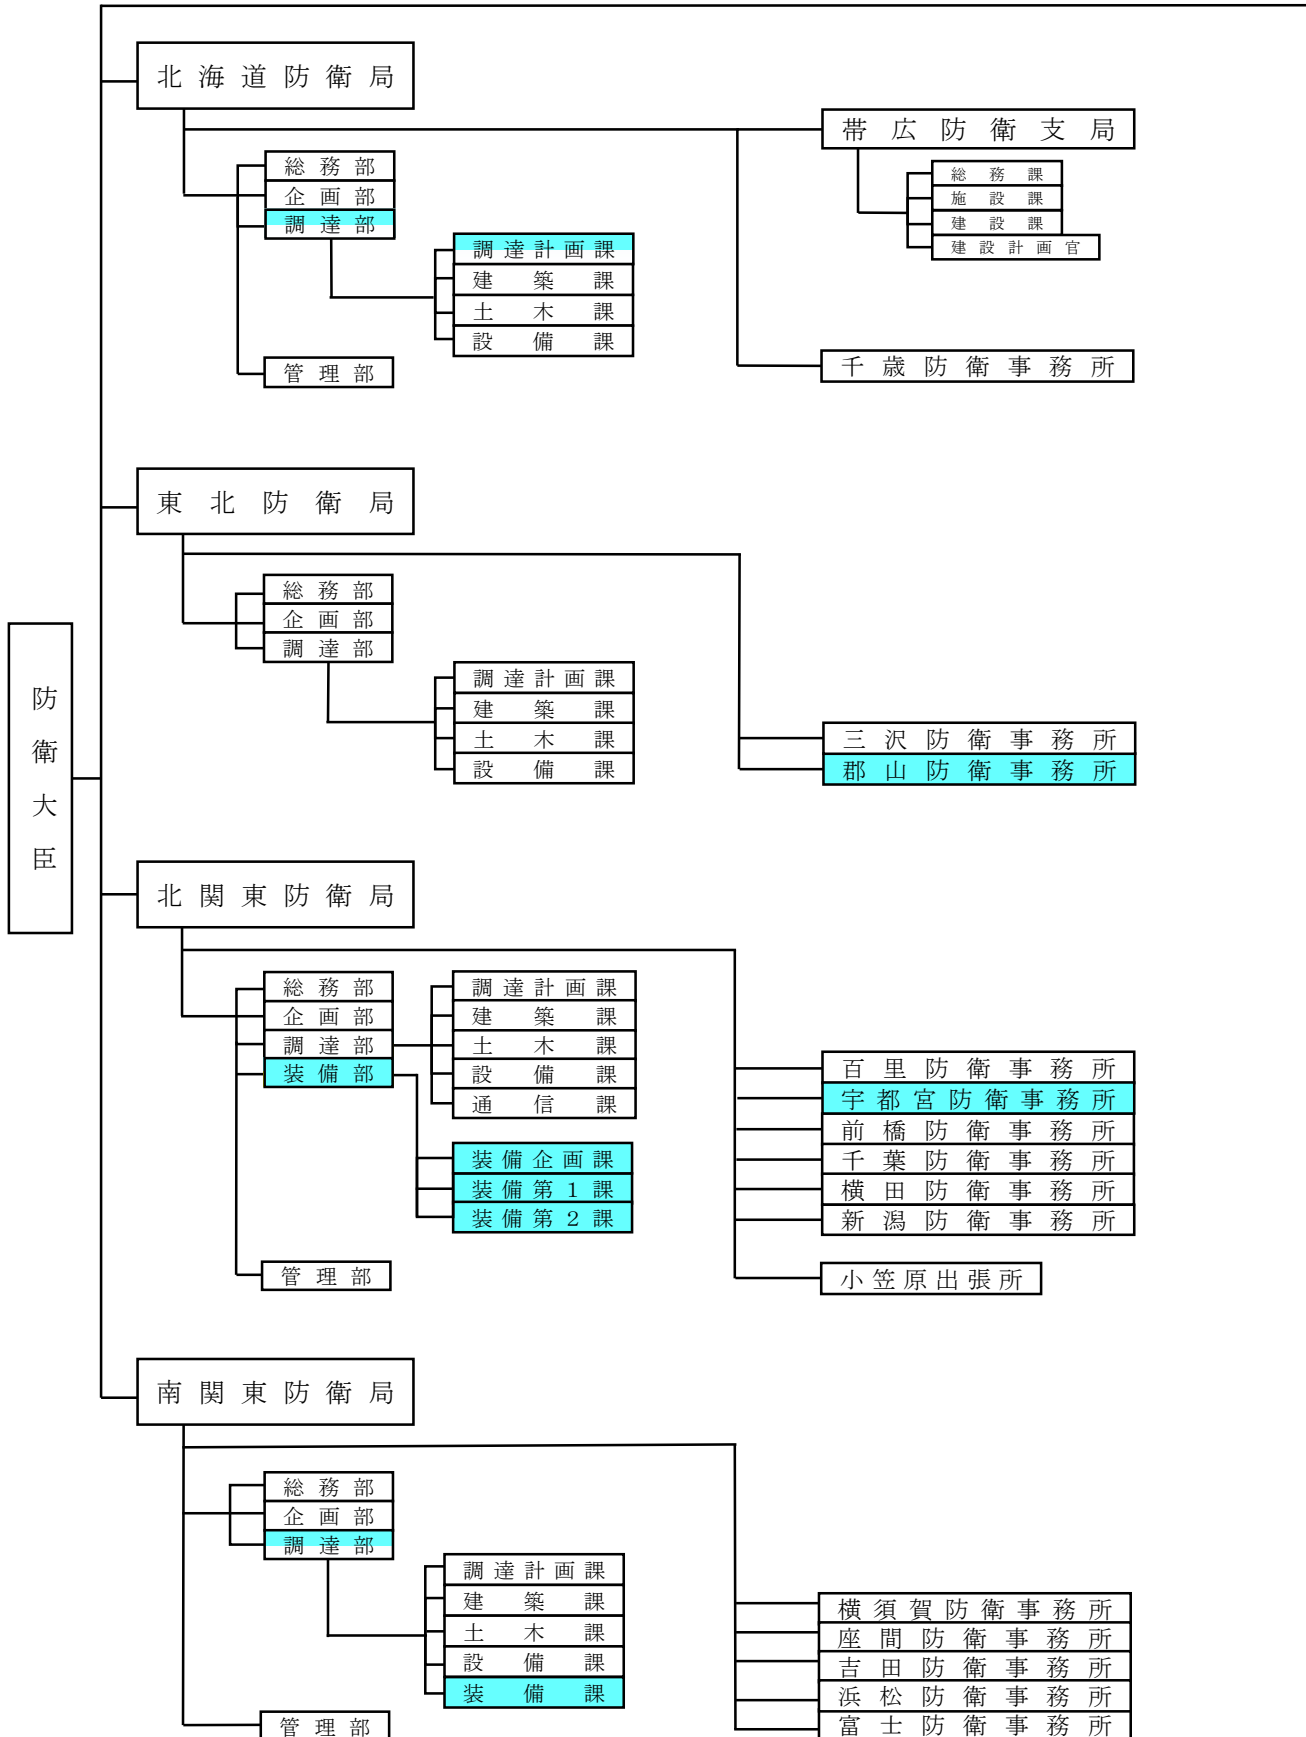 防衛大臣
北海道防衛局
総務部
企画部
調達部
調達計画課
建築課
土木課
設備課
管理部
帯広防衛支局
総務課
施設課
建設課
建設計画官
千歳防衛事務所
東北防衛局
総務部
企画部
調達部
調達計画課
建築課
土木課
設備課
三沢防衛事務所
郡山防衛事務所
北関東防衛局
総務部
企画部
調達部
装備部
調達計画課
建築課
土木課
設備課
通信課
装備企画課
装備第1課
装備第2課
管理部
百里防衛事務所
宇都宮防衛事務所
前橋防衛事務所
千葉防衛事務所
横田防衛事務所
新潟防衛事務所
小笠原出張所
南関東防衛局
総務部
企画部
調達部
調達計画課
建築課
土木課
設備課
装備課
管理部
横須賀防衛事務所
座間防衛事務所
吉田防衛事務所
浜松防衛事務所
富士防衛事務所